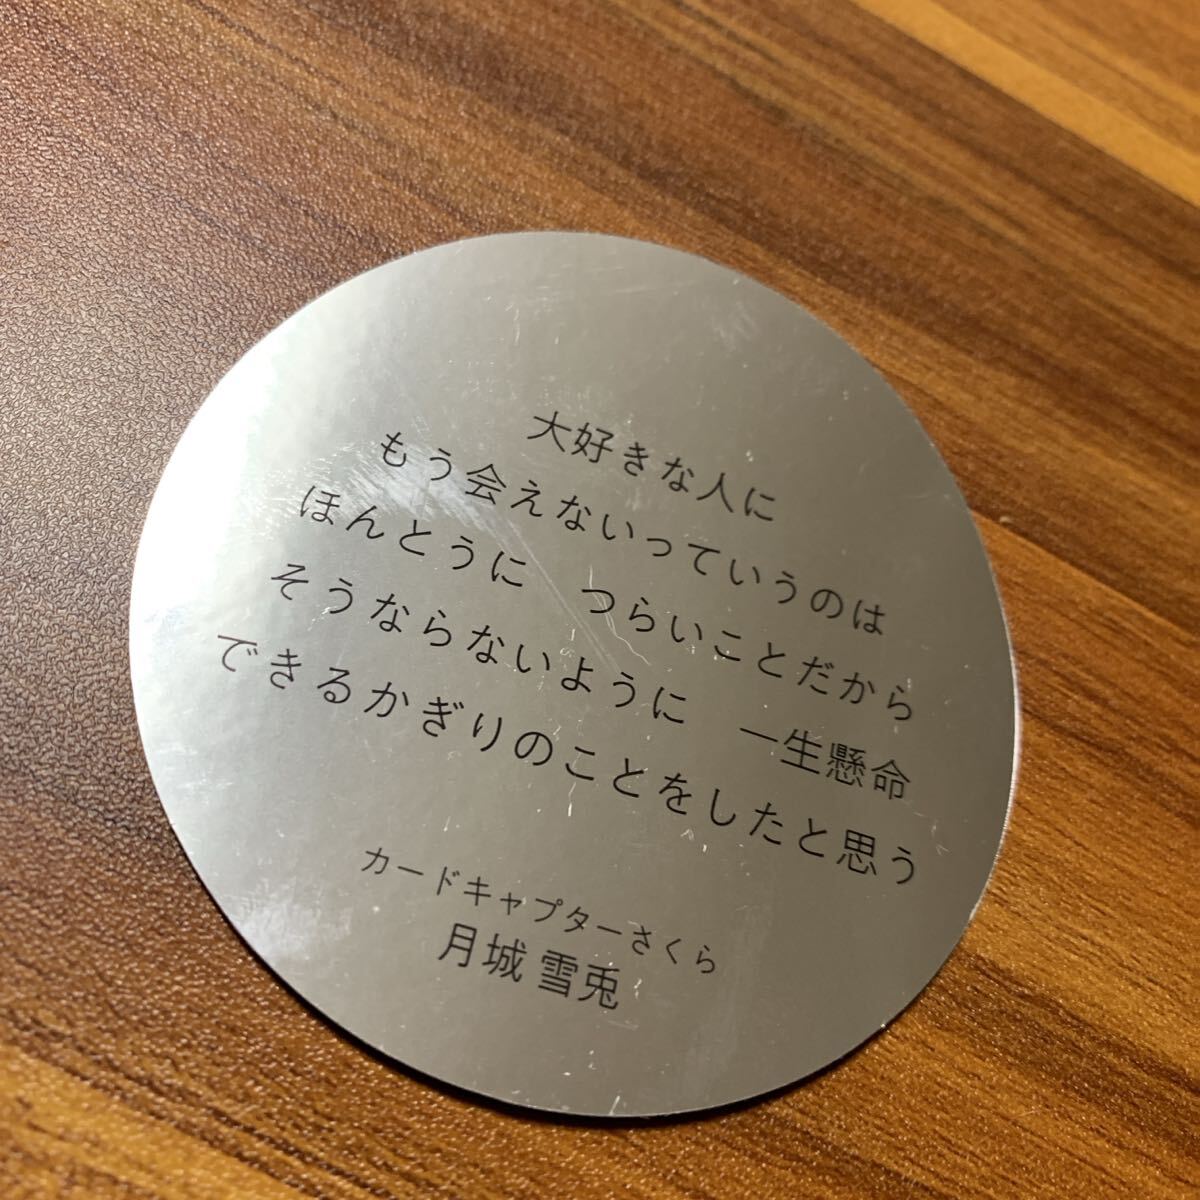 大好きな人に
もう会えないっていうのは
ほんとうに　つらいことだから
そうならないように　一生懸命
できるかぎりのことをしたと思う
カードキャプターさくら
月城 雪兎